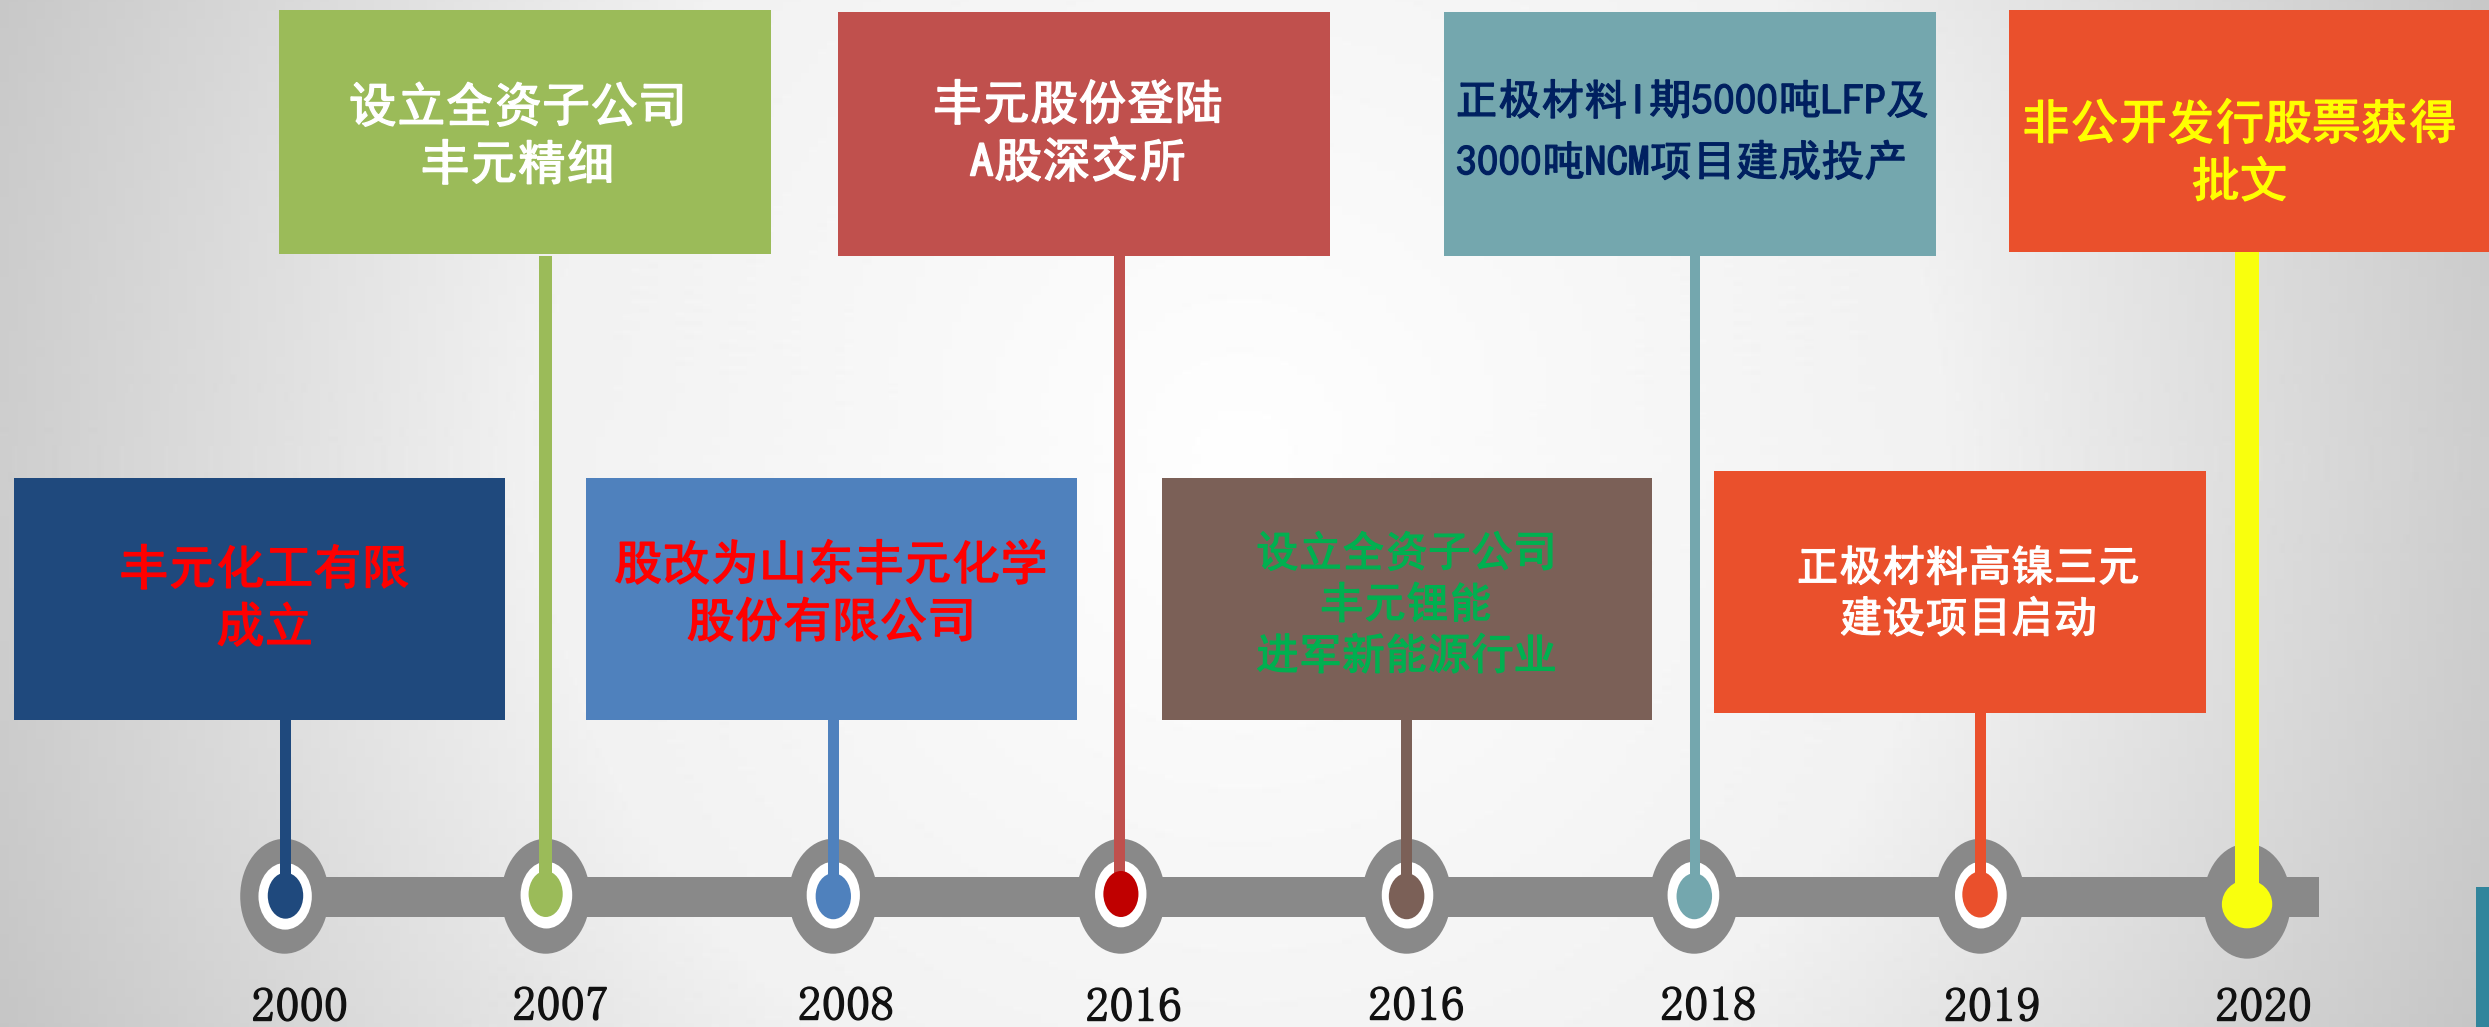 设立全资子公司
丰元精细
丰元股份登陆
A股深交所
正极材料I期5000吨LFP及
3000吨NCM项目建成投产
非公开发行股票获得
批文
丰元化工有限
成立
股改为山东丰元化学
股份有限公司
设立全资子公司
丰元锂能
进军新能源行业
正极材料高镍三元
建设项目启动
2000
2007
2008
2016
2016
2018
2019
2020